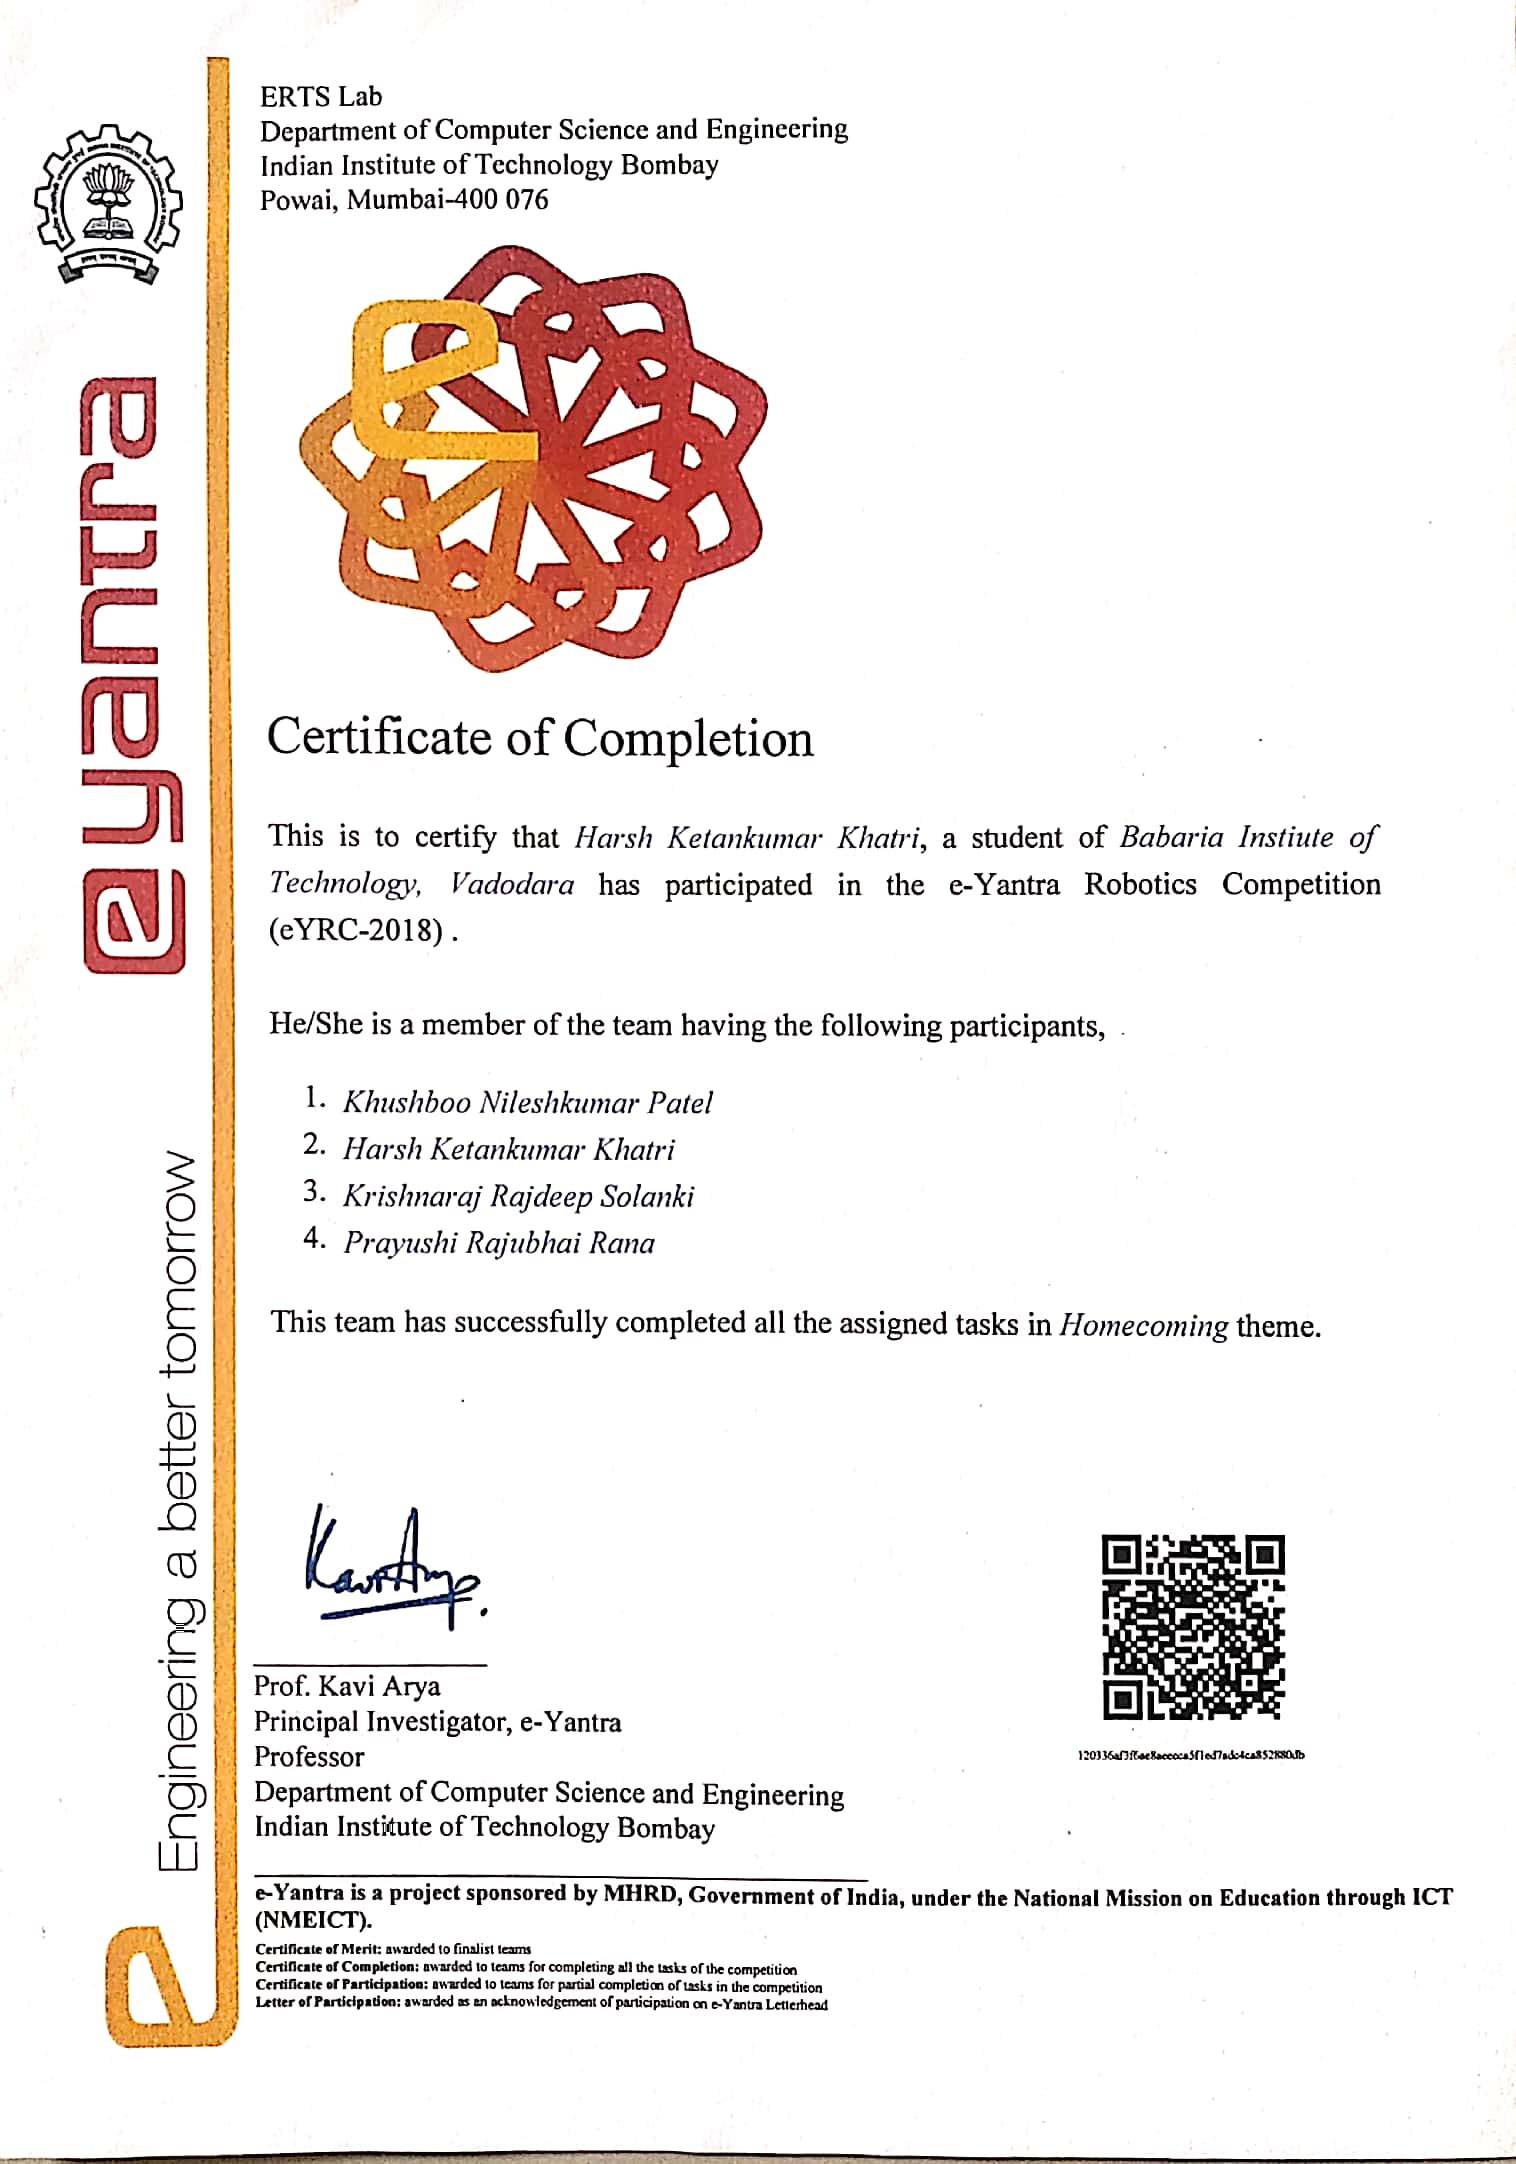 ERTS Lab
Department of Computer Science and Engineering
Indian Institute of Technology Bombay
Powai, Mumbai-400 076
eyantra
Engineering a better tomorrow
Certificate of Completion
This is to certify that Harsh Ketankumar Khatri, a student of Babaria Instiute of
Technology, Vadodara has participated in the e-Yantra Robotics Competition
(eYRC-2018) .
He/She is a member of the team having the following participants,
1. Khushboo Nileshkumar Patel
2. Harsh Ketankumar Khatri
3. Krishnaraj Rajdeep Solanki
4. Prayushi Rajubhai Rana
This team has successfully completed all the assigned tasks in Homecoming theme.
Kavi Arya
Prof. Kavi Arya
Principal Investigator, e-Yantra
Professor
Department of Computer Science and Engineering
Indian Institute of Technology Bombay
e-Yantra is a project sponsored by MHRD, Government of India, under the National Mission on Education through ICT
(NMEICT).
Certificate of Merit: awarded to finalist teams
Certificate of Completion: awarded to teams for completing all the tasks of the competition
Certificate of Participation: awarded to teams for partial completion of tasks in the competition
Letter of Participation: awarded as an acknowledgement of participation on e-Yantra Letterhead